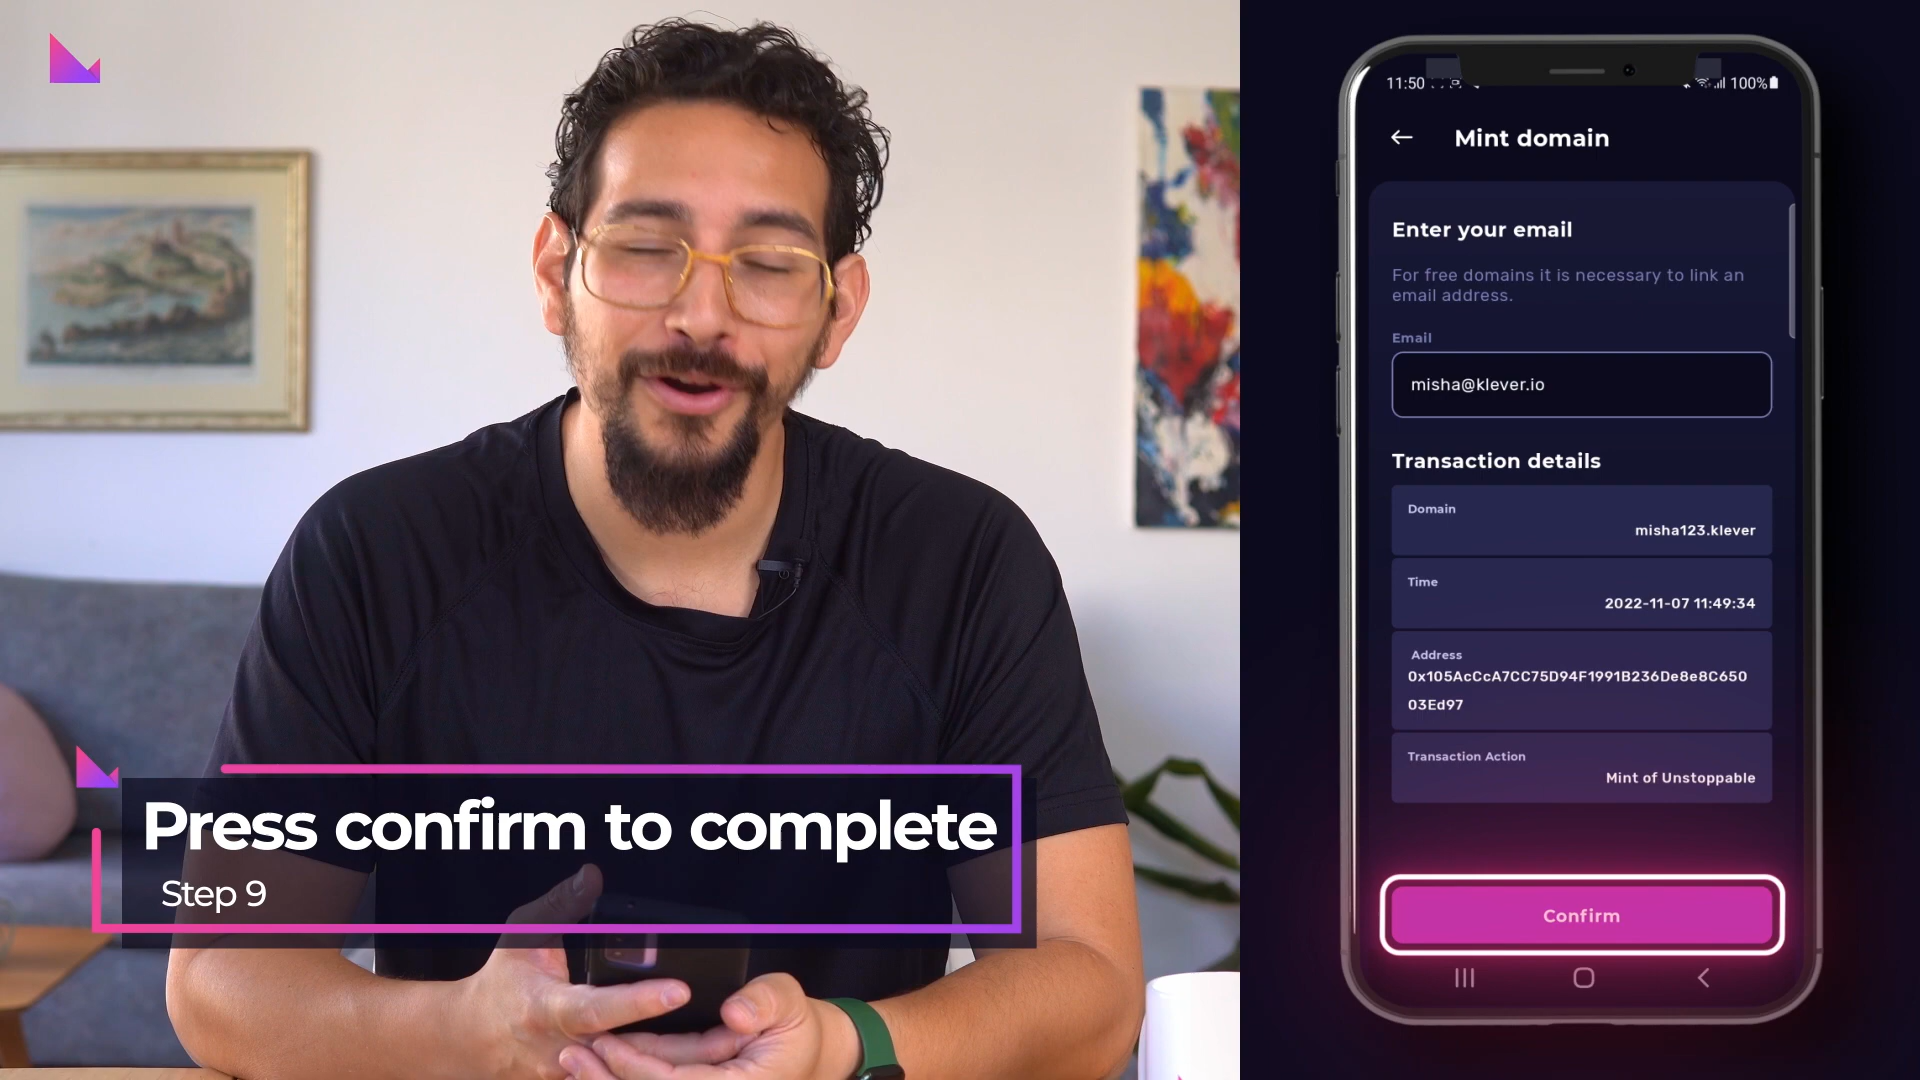 Press confirm to complete
Step 9
11:50
100%
Mint domain
Enter your email
For free domains it is necessary to link an
email address.
Email
misha@klever.io
Transaction details
Domain
misha123.klever
Time
2022-11-07 11:49:34
Address
0x105AcCcA7CC75D94F1991B236De8e8C650
03Ed97
Transaction Action
Mint of Unstoppable
Confirm